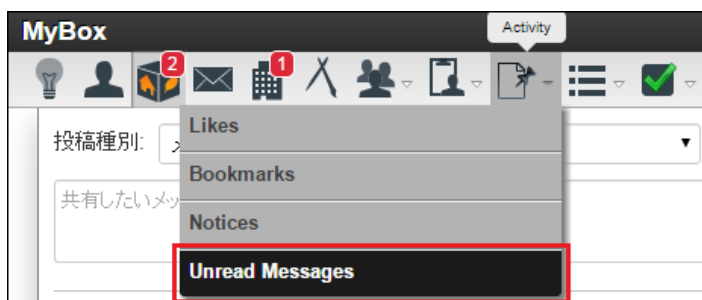 MyBox
Activity
2
1
Likes
投稿種別:
Bookmarks
共有したいメッ
Notices
Unread Messages